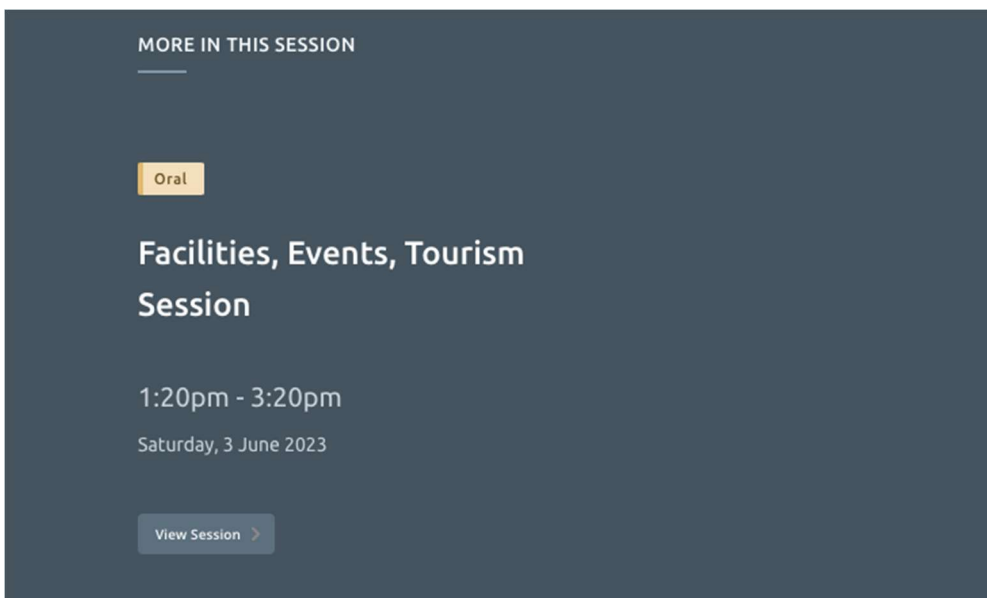 MORE IN THIS SESSION
Oral
Facilities, Events, Tourism
Session
1:20pm - 3:20pm
Saturday, 3 June 2023
View Session